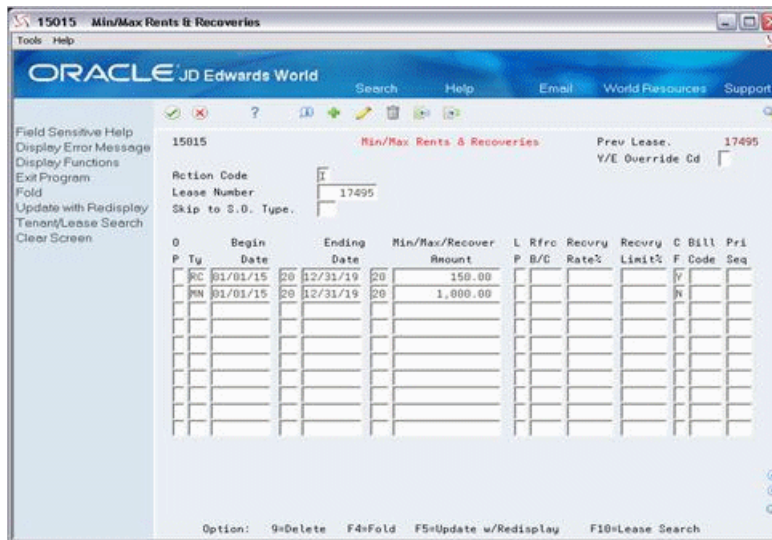 15015 Min/Max Rents & Recoveries
Tools Help
ORACLE JD Edwards World
Search Help Email World Resources Support
Field Sensitive Help
Display Error Message
Display Functions
Exit Program
Fold
Update with Redisplay
Tenant/Lease Search
Clear Screen
15015 Min/Max Rents & Recoveries Prev Lease. 17495
Y/E Override Cd
Action Code I
Lease Number 17495
Skip to S.O. Type.
O Begin Ending Min/Max/Recover L Rfrc Recvry Recvry C Bill Pri
P Ty Date Date Amount P B/C Rate% Limit% F Code Seq
RC 01/01/15 20 12/31/19 20 150.00 Y
MN 01/01/15 20 12/31/19 20 1,000.00 N
Option: 9=Delete F4=Fold F5=Update w/Redisplay F10=Lease Search